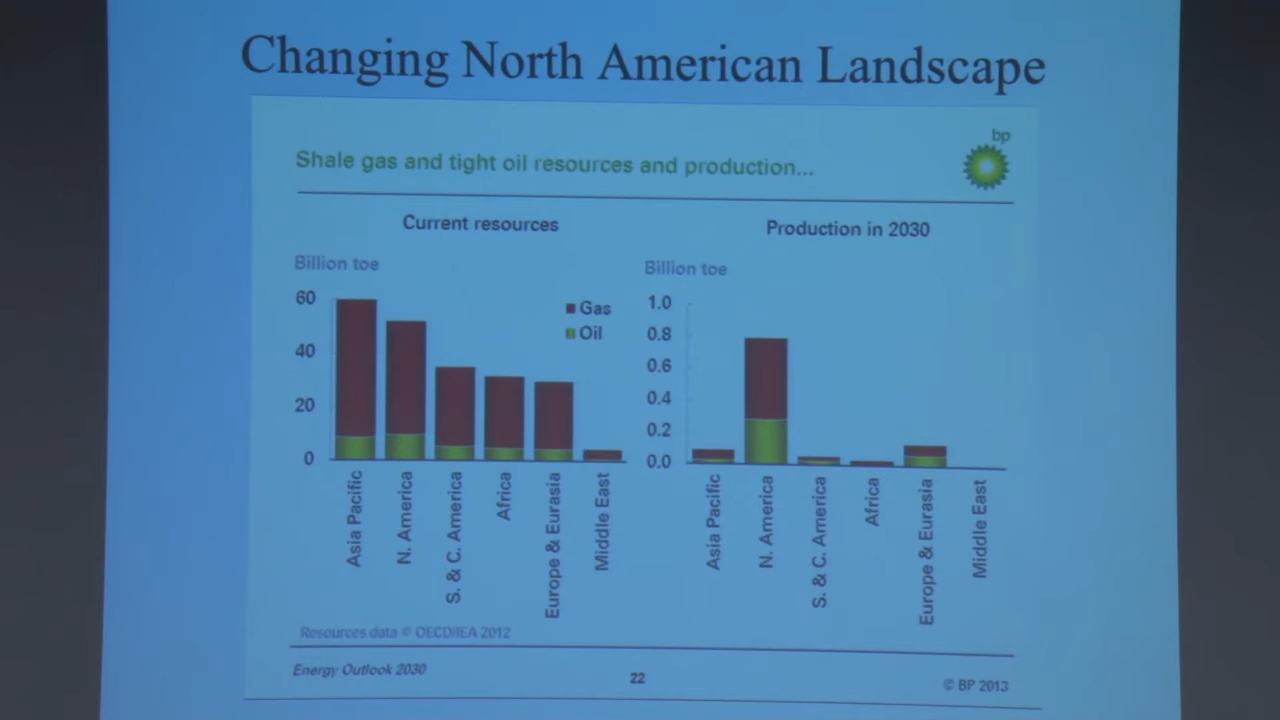 Changing North American Landscape
bp
Shale gas and tight oil resources and production...
Current resources
Billion toe
60
40
20
0
Gas
Oil
Asia Pacific
N. America
S. & C. America
Africa
Europe & Eurasia
Middle East
Production in 2030
Billion toe
1.0
0.8
0.6
0.4
0.2
0.0
Asia Pacific
N. America
S. & C. America
Africa
Europe & Eurasia
Middle East
Resources data © OECD/IEA 2012
Energy Outlook 2030
22
© BP 2013